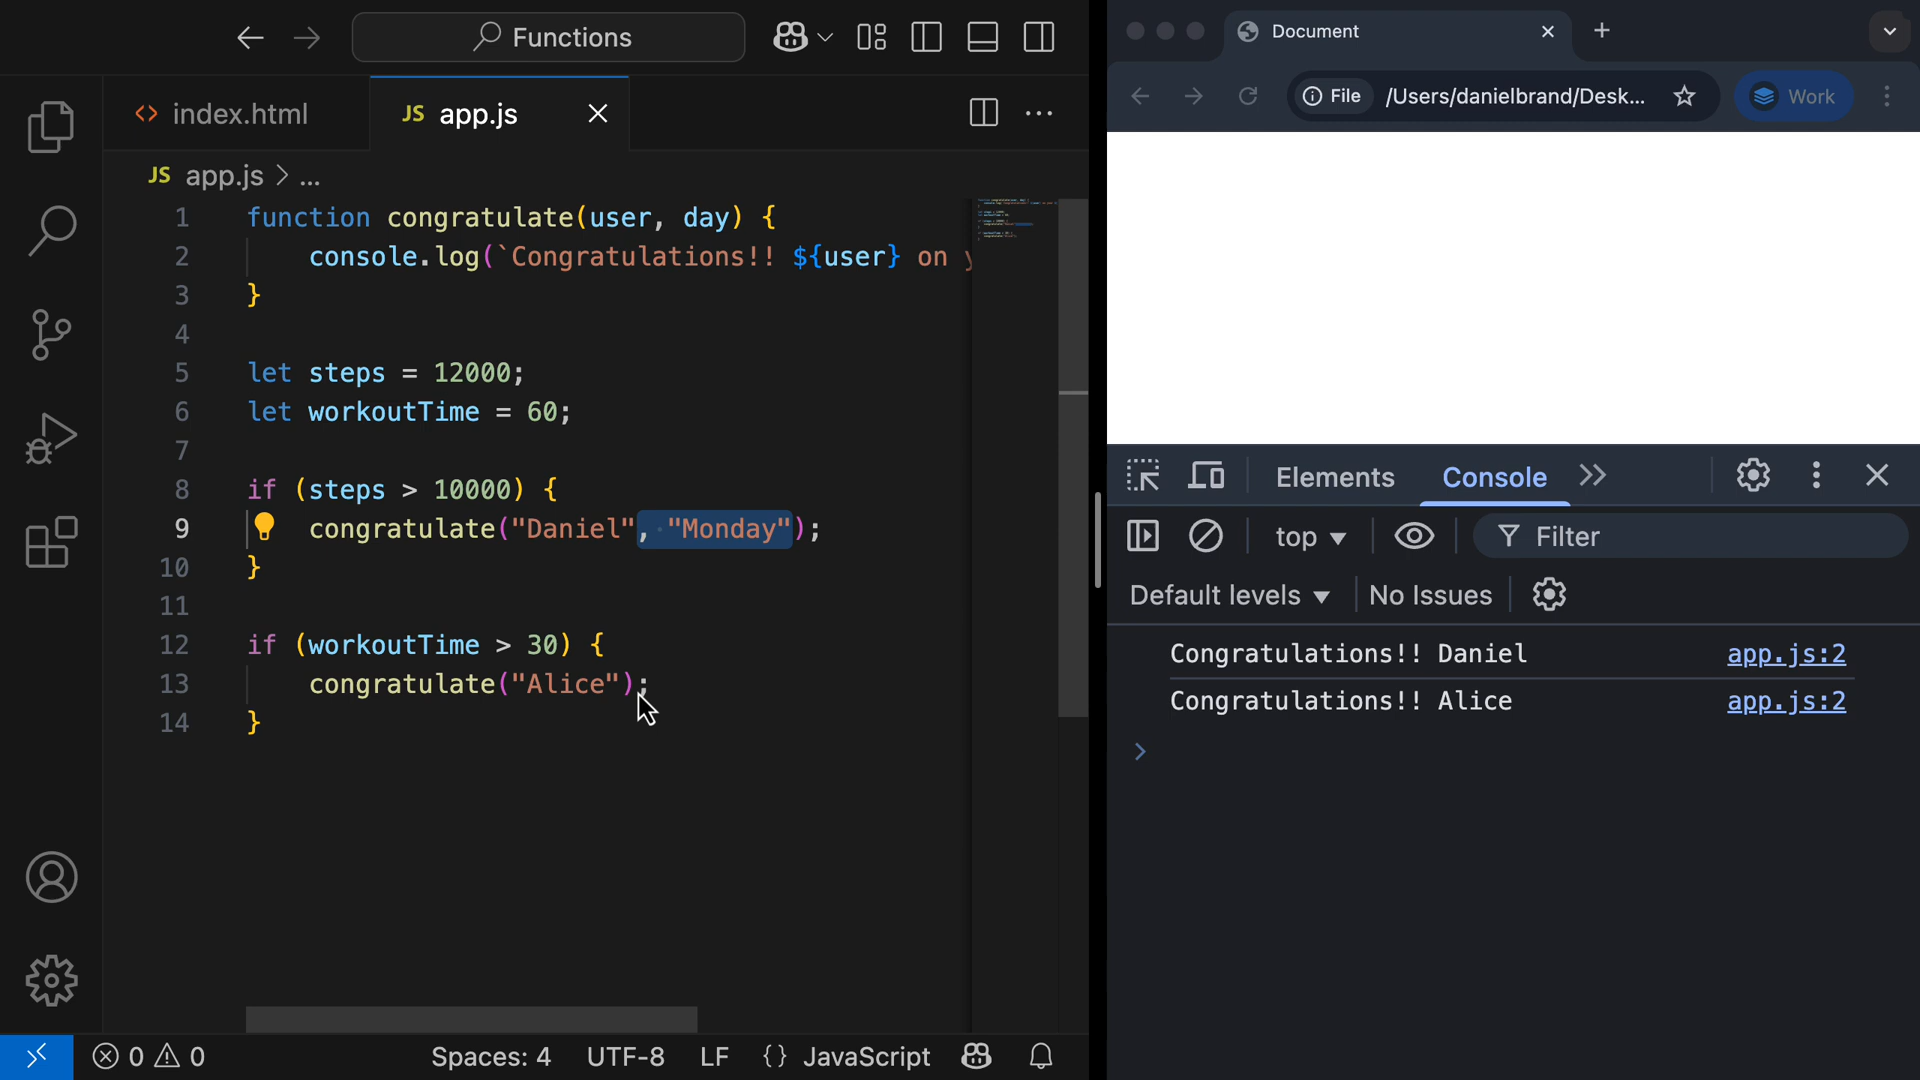 Functions
index.html
JS app.js
JS app.js > ...
1 function congratulate(user, day) {
2 console.log(`Congratulations!! ${user} on
3 }
4
5 let steps = 12000;
6 let workoutTime = 60;
7
8 if (steps > 10000) {
9 congratulate("Daniel", "Monday");
10 }
11
12 if (workoutTime > 30) {
13 congratulate("Alice");
14 }
0 0
Spaces: 4 UTF-8 LF {} JavaScript
Document
File /Users/danielbrand/Desk... Work
Elements Console
top Filter
Default levels No Issues
Congratulations!! Daniel app.js:2
Congratulations!! Alice app.js:2
>